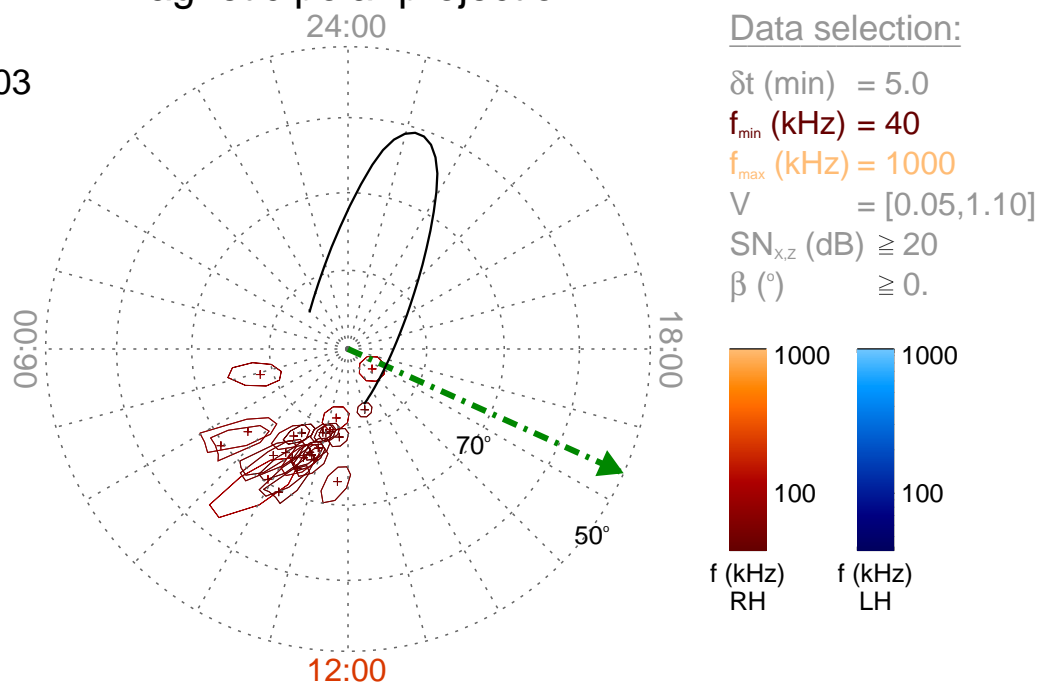 24:00
03
06:00
18:00
12:00
70°
50°
Data selection:
δt (min) = 5.0
fmin (kHz) = 40
fmax (kHz) = 1000
V = [0.05,1.10]
SNx,z (dB) ≧ 20
β (°) ≧ 0.
1000 1000
100 100
f (kHz) f (kHz)
RH LH